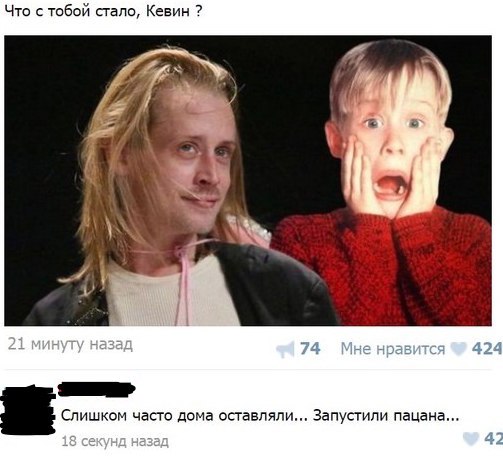 Что с тобой стало, Кевин ?
21 минуту назад
74 Мне нравится 424
Слишком часто дома оставляли... Запустили пацана...
18 секунд назад
42